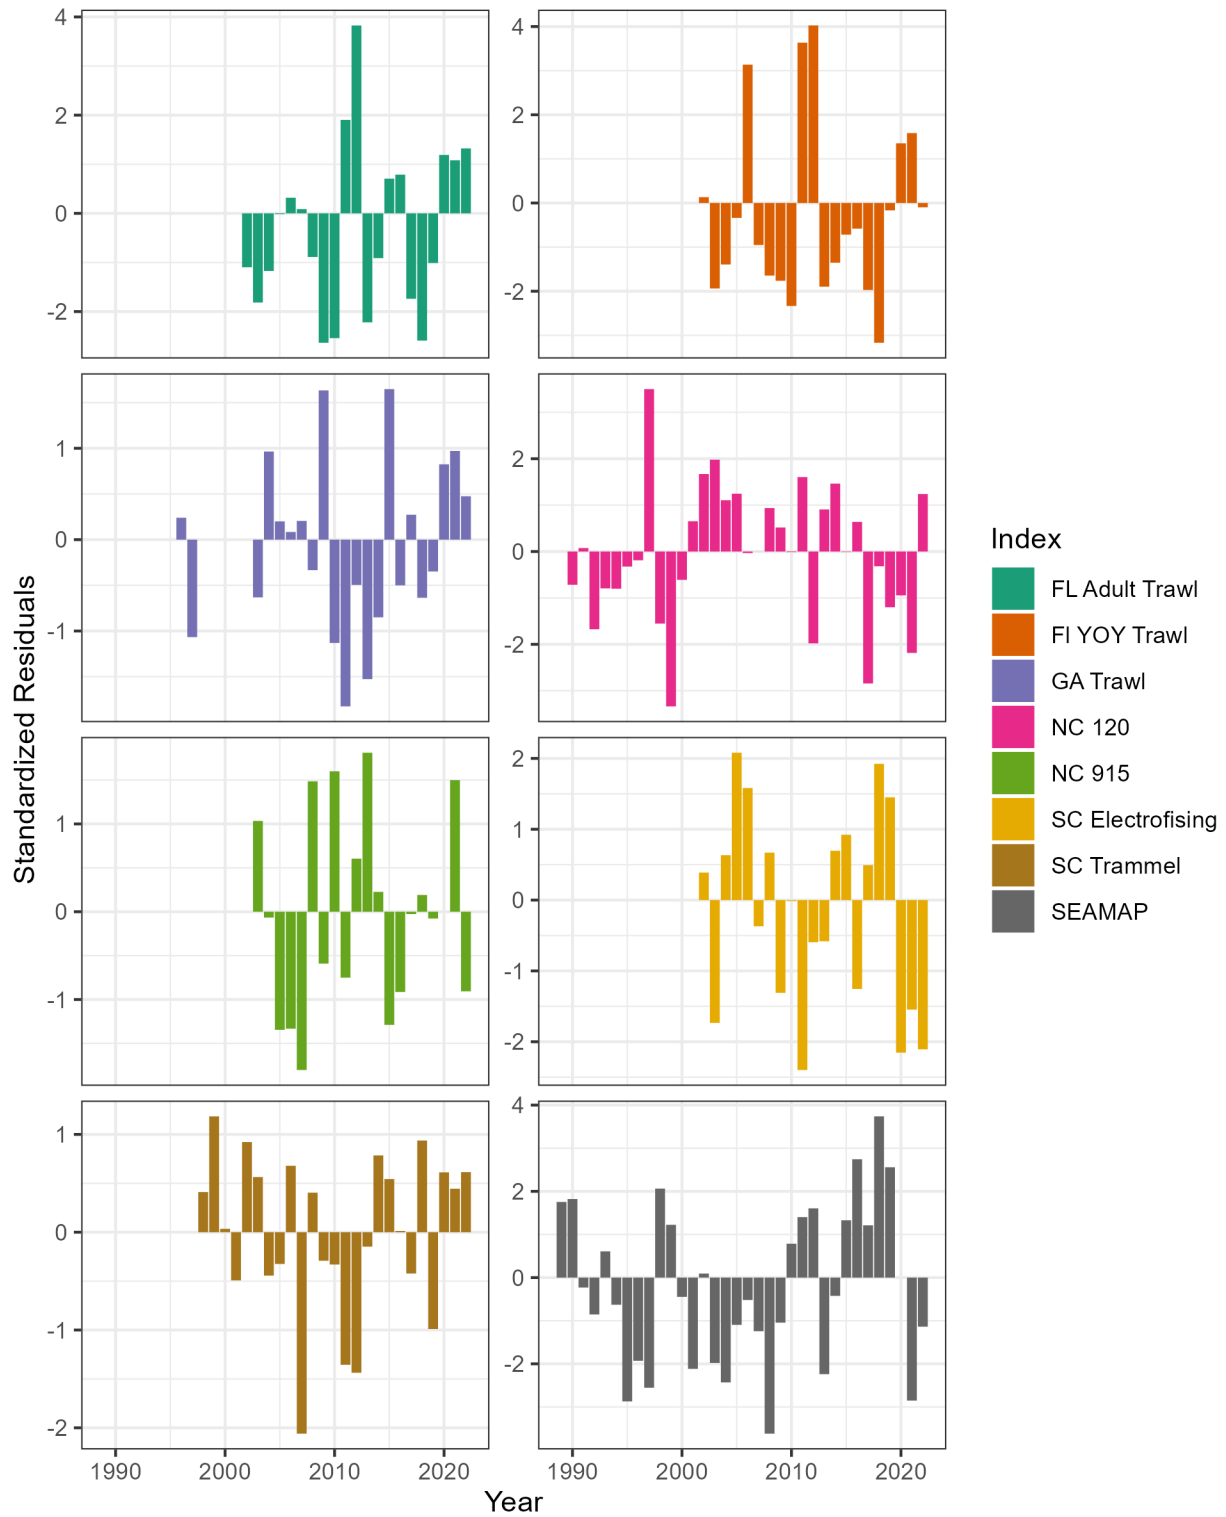 4
2
0
-2
4
2
0
-2
1
0
-1
2
0
-2
1
0
-1
2
1
0
-1
-2
1
0
-1
-2
4
2
0
-2
1990 2000 2010 2020
1990 2000 2010 2020
Year
Standardized Residuals
Index
FL Adult Trawl
Fl YOY Trawl
GA Trawl
NC 120
NC 915
SC Electrofising
SC Trammel
SEAMAP